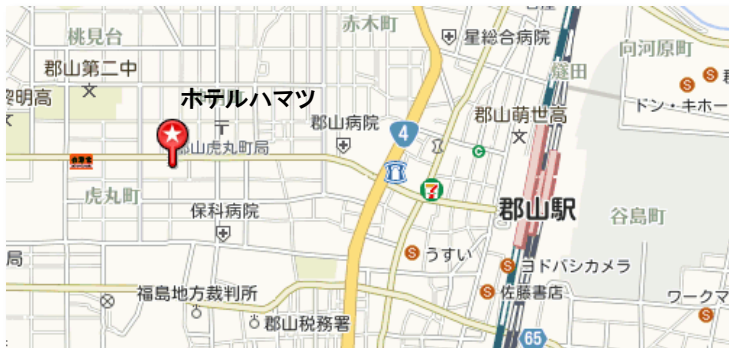 赤木町
桃見台
星総合病院
向河原町
燧田
郡山第二中
黎明高
ホテルハマツ
ドン・キホー
郡山萌世高
郡山病院
4
郡山虎丸町局
虎丸町
保科病院
郡山駅
谷島町
局
うすい
ヨドバシカメラ
福島地方裁判所
佐藤書店
ワークマ
郡山税務署
65